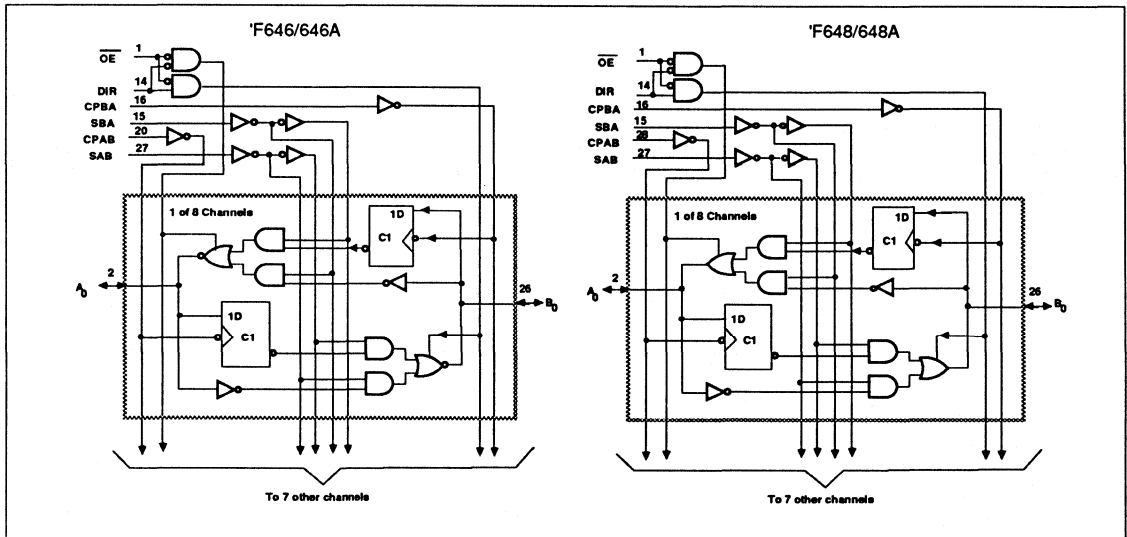 'F646/646A
OE 1
DIR 14
CPBA 16
SBA 15
CPAB 20
SAB 27
1 of 8 Channels
1D
C1
2
A0
26
B0
1D
C1
To 7 other channels
'F648/648A
OE 1
DIR 14
CPBA 16
SBA 15
CPAB 28
SAB 27
1 of 8 Channels
1D
C1
2
A0
26
B0
1D
C1
To 7 other channels